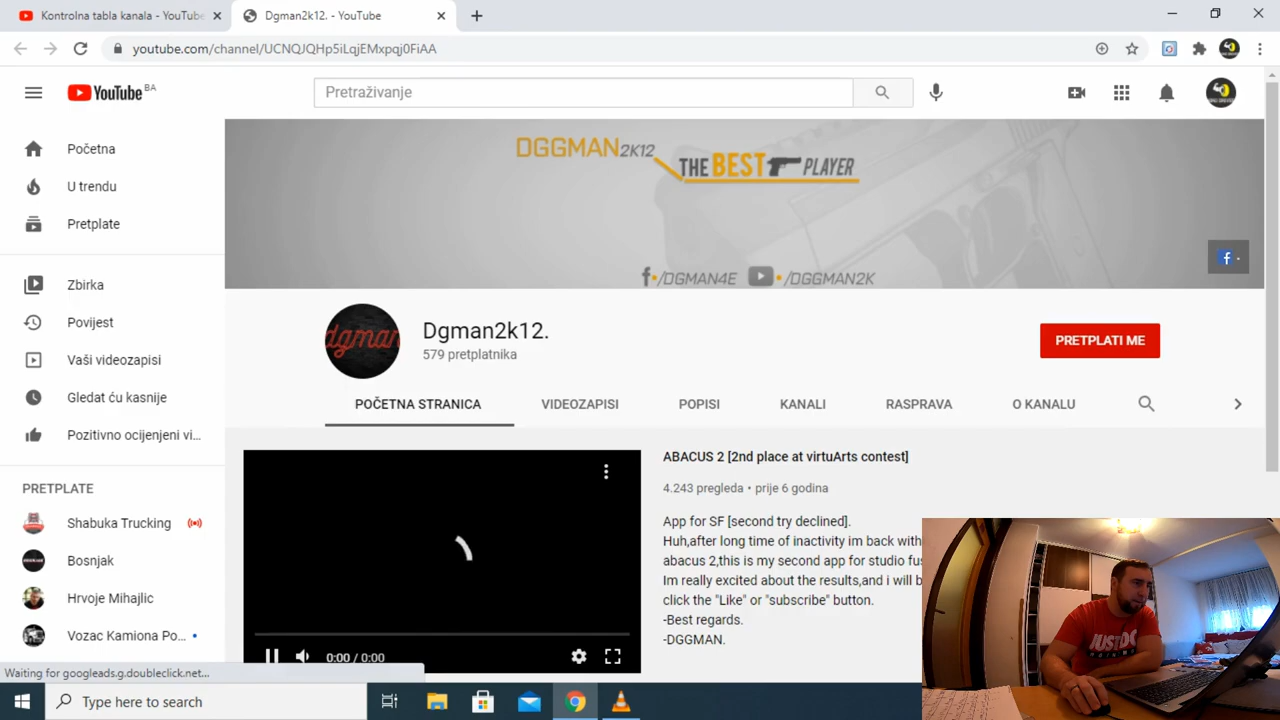 Kontrolna tabla kanala - YouTube
Dgman2k12. - YouTube
youtube.com/channel/UCNQJQHp5iLqjEMxpqj0FiAA
YouTube BA
Pretraživanje
Početna
U trendu
Pretplate
Zbirka
Povijest
Vaši videozapisi
Gledat ću kasnije
Pozitivno ocijenjeni vi...
PRETPLATE
Shabuka Trucking
Bosnjak
Hrvoje Mihajlic
Vozac Kamiona Po...
DGGMAN2K12
THE BEST PLAYER
/DGMAN4E
/DGGMAN2K
dgman
Dgman2k12.
579 pretplatnika
PRETPLATI ME
POČETNA STRANICA
VIDEOZAPISI
POPISI
KANALI
RASPRAVA
O KANALU
0:00 / 0:00
ABACUS 2 [2nd place at virtuArts contest]
4.243 pregleda • prije 6 godina
App for SF [second try declined].
Huh,after long time of inactivity im back with
abacus 2,this is my second app for studio fus
Im really excited about the results,and i will b
click the "Like" or "subscribe" button.
-Best regards.
-DGGMAN.
JUST DO
Waiting for googleads.g.doubleclick.net...
Type here to search